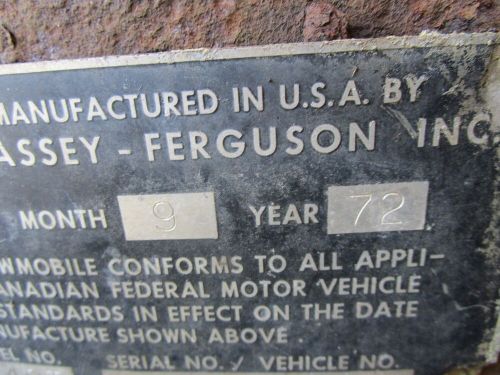 MANUFACTURED IN U.S.A. BY
ASSEY - FERGUSON INC.
MONTH 9 YEAR 72
WMOBILE CONFORMS TO ALL APPLI-
ANADIAN FEDERAL MOTOR VEHICLE
STANDARDS IN EFFECT ON THE DATE
NUFACTURE SHOWN ABOVE.
EL NO. SERIAL NO./ VEHICLE NO.